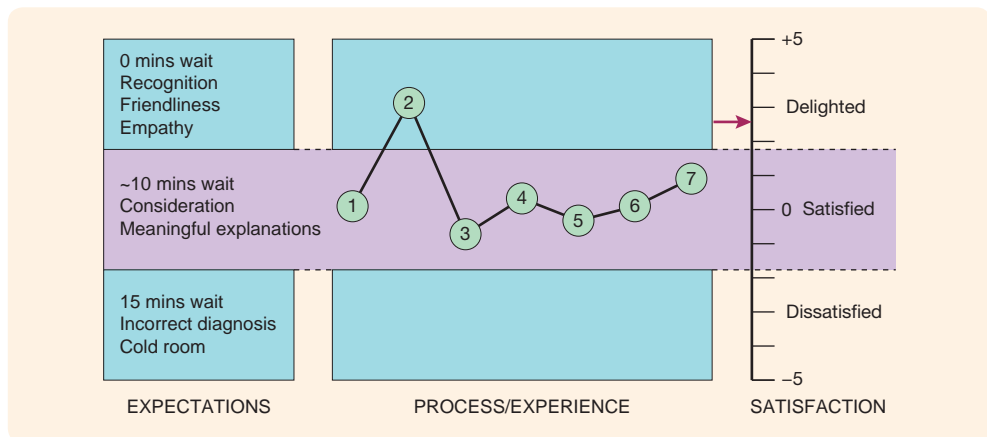 0 mins wait
Recognition
Friendliness
Empathy
~10 mins wait
Consideration
Meaningful explanations
15 mins wait
Incorrect diagnosis
Cold room
EXPECTATIONS
1
2
3
4
5
6
7
PROCESS/EXPERIENCE
+5
Delighted
0 Satisfied
Dissatisfied
–5
SATISFACTION